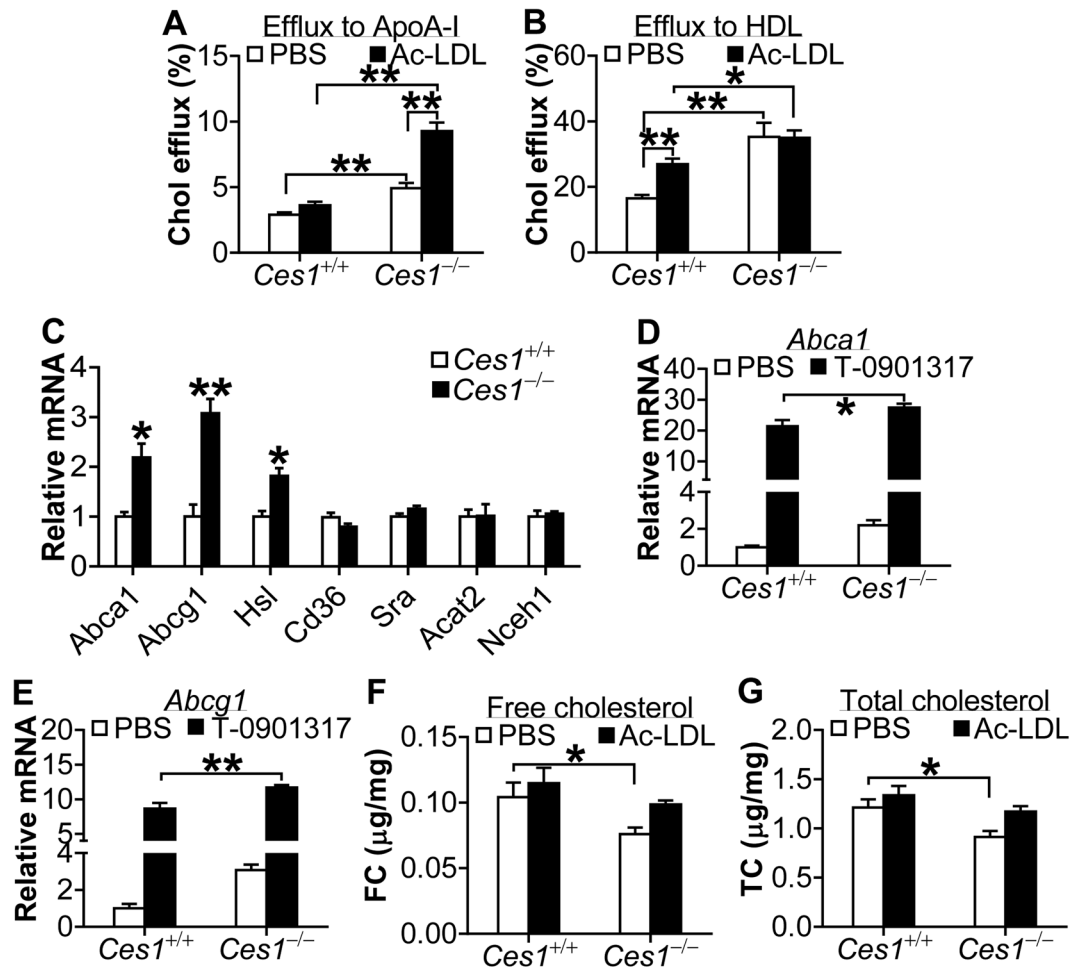 A
Efflux to ApoA-I
PBS Ac-LDL
Chol efflux (%)
15
10
5
0
**
**
**
Ces1+/+ Ces1−/−
B
Efflux to HDL
PBS Ac-LDL
Chol efflux (%)
60
40
20
0
*
**
**
Ces1+/+ Ces1−/−
C
Relative mRNA
4
3
2
1
0
Ces1+/+
Ces1−/−
*
**
*
Abca1 Abcg1 Hsl Cd36 Sra Acat2 Nceh1
D
Abca1
PBS T-0901317
Relative mRNA
40
30
20
10
4
2
0
*
Ces1+/+ Ces1−/−
E
Abcg1
PBS T-0901317
Relative mRNA
20
15
10
5
4
2
0
**
Ces1+/+ Ces1−/−
F
Free cholesterol
PBS Ac-LDL
FC (μg/mg)
0.15
0.10
0.05
0.00
*
Ces1+/+ Ces1−/−
G
Total cholesterol
PBS Ac-LDL
TC (μg/mg)
2.0
1.5
1.0
0.5
0.0
*
Ces1+/+ Ces1−/−